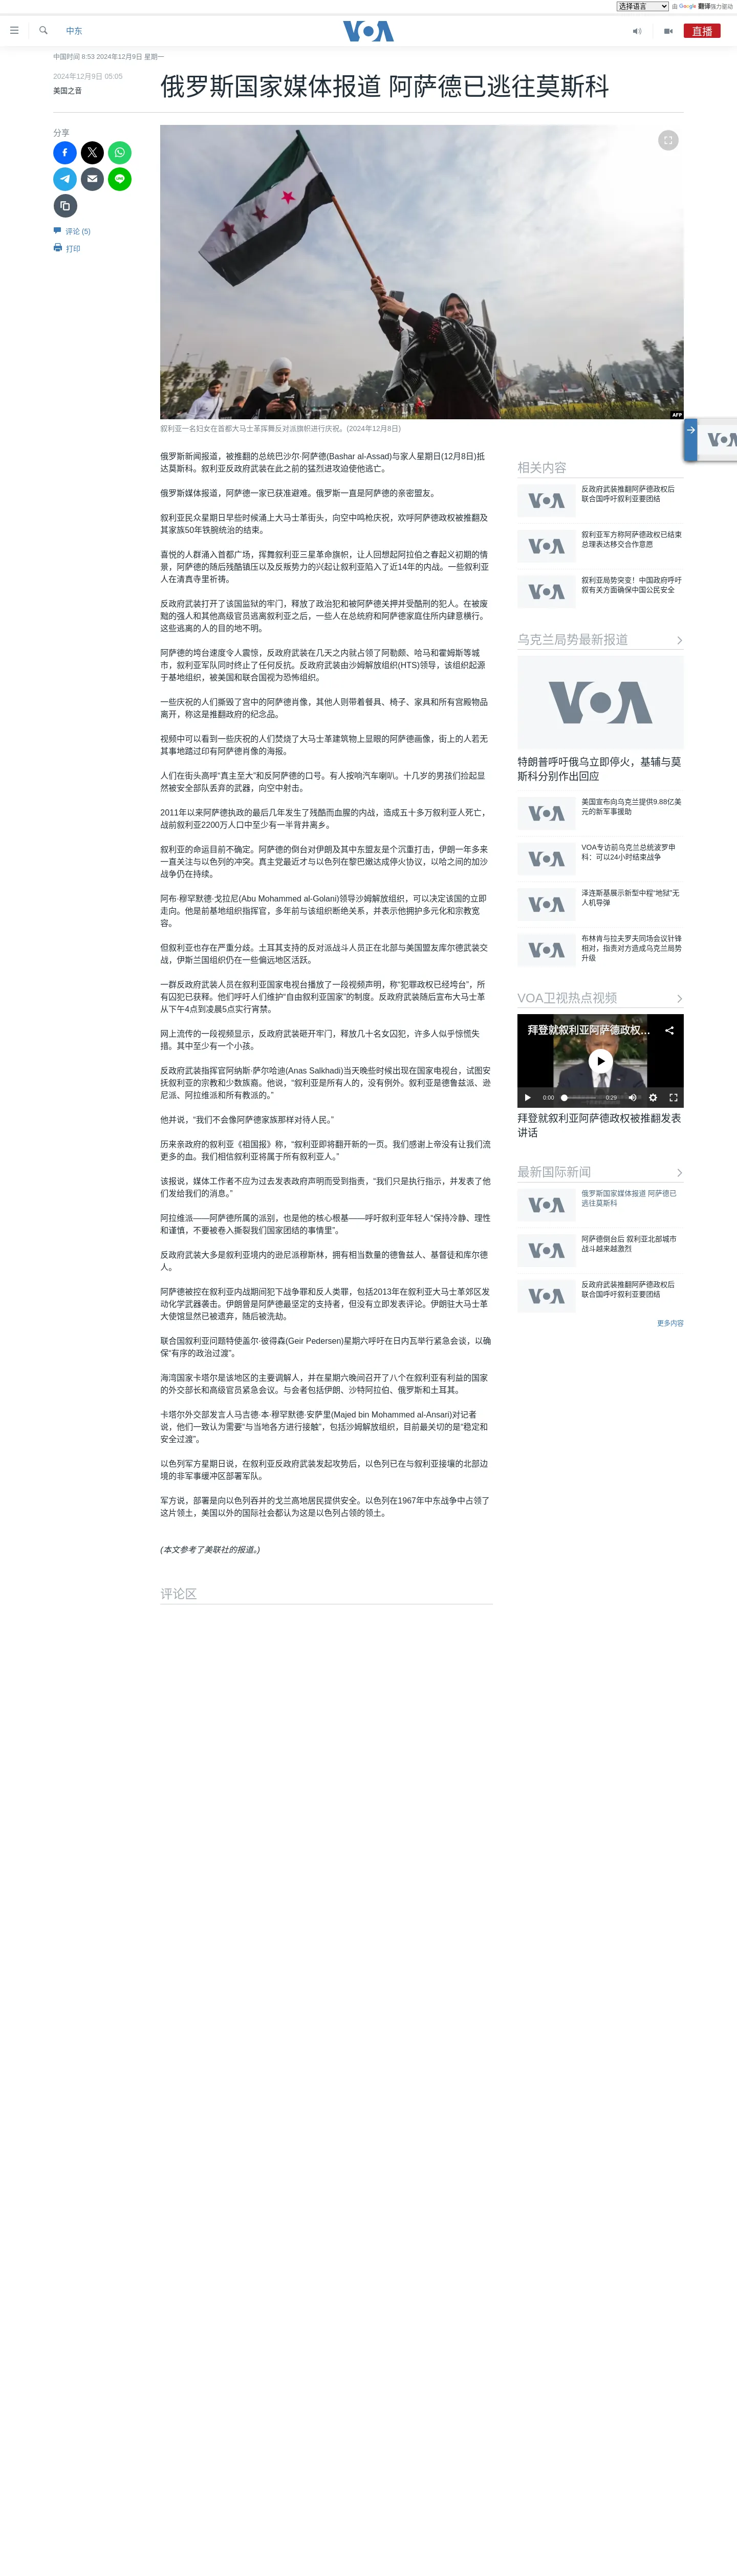 选择语言 由 Google 翻译强力驱动
中东
VOA
直播
中国时间 8:53 2024年12月9日 星期一
2024年12月9日 05:05
美国之音
俄罗斯国家媒体报道 阿萨德已逃往莫斯科
分享
评论 (5)
打印
AFP
叙利亚一名妇女在首都大马士革挥舞反对派旗帜进行庆祝。(2024年12月8日)
俄罗斯新闻报道，被推翻的总统巴沙尔·阿萨德(Bashar al-Assad)与家人星期日(12月8日)抵
达莫斯科。叙利亚反政府武装在此之前的猛烈进攻迫使他逃亡。
俄罗斯媒体报道，阿萨德一家已获准避难。俄罗斯一直是阿萨德的亲密盟友。
叙利亚民众星期日早些时候涌上大马士革街头，向空中鸣枪庆祝，欢呼阿萨德政权被推翻及
其家族50年铁腕统治的结束。
喜悦的人群涌入首都广场，挥舞叙利亚三星革命旗帜，让人回想起阿拉伯之春起义初期的情
景，阿萨德的随后残酷镇压以及反叛势力的兴起让叙利亚陷入了近14年的内战。一些叙利亚
人在清真寺里祈祷。
反政府武装打开了该国监狱的牢门，释放了政治犯和被阿萨德关押并受酷刑的犯人。在被废
黜的强人和其他高级官员逃离叙利亚之后，一些人在总统府和阿萨德家庭住所内肆意横行。
这些逃离的人的目的地不明。
阿萨德的垮台速度令人震惊，反政府武装在几天之内就占领了阿勒颇、哈马和霍姆斯等城
市，叙利亚军队同时终止了任何反抗。反政府武装由沙姆解放组织(HTS)领导，该组织起源
于基地组织，被美国和联合国视为恐怖组织。
一些庆祝的人们撕毁了宫中的阿萨德肖像，其他人则带着餐具、椅子、家具和所有宫殿物品
离开，称这是推翻政府的纪念品。
视频中可以看到一些庆祝的人们焚烧了大马士革建筑物上显眼的阿萨德画像，街上的人若无
其事地踏过印有阿萨德肖像的海报。
人们在街头高呼“真主至大”和反阿萨德的口号。有人按响汽车喇叭。十几岁的男孩们捡起显
然被安全部队丢弃的武器，向空中射击。
2011年以来阿萨德执政的最后几年发生了残酷而血腥的内战，造成五十多万叙利亚人死亡，
战前叙利亚2200万人口中至少有一半背井离乡。
叙利亚的命运目前不确定。阿萨德的倒台对伊朗及其中东盟友是个沉重打击，伊朗一年多来
一直关注与以色列的冲突。真主党最近才与以色列在黎巴嫩达成停火协议，以哈之间的加沙
战争仍在持续。
阿布·穆罕默德·戈拉尼(Abu Mohammed al-Golani)领导沙姆解放组织，可以决定该国的立即
走向。他是前基地组织指挥官，多年前与该组织断绝关系，并表示他拥护多元化和宗教宽
容。
但叙利亚也存在严重分歧。土耳其支持的反对派战斗人员正在北部与美国盟友库尔德武装交
战，伊斯兰国组织仍在一些偏远地区活跃。
一群反政府武装人员在叙利亚国家电视台播放了一段视频声明，称“犯罪政权已经垮台”，所
有囚犯已获释。他们呼吁人们维护“自由叙利亚国家”的制度。反政府武装随后宣布大马士革
从下午4点到凌晨5点实行宵禁。
网上流传的一段视频显示，反政府武装砸开牢门，释放几十名女囚犯，许多人似乎惊慌失
措。其中至少有一个小孩。
反政府武装指挥官阿纳斯·萨尔哈迪(Anas Salkhadi)当天晚些时候出现在国家电视台，试图安
抚叙利亚的宗教和少数族裔。他说，“叙利亚是所有人的，没有例外。叙利亚是德鲁兹派、逊
尼派、阿拉维派和所有教派的。”
他并说，“我们不会像阿萨德家族那样对待人民。”
历来亲政府的叙利亚《祖国报》称，“叙利亚即将翻开新的一页。我们感谢上帝没有让我们流
更多的血。我们相信叙利亚将属于所有叙利亚人。”
该报说，媒体工作者不应为过去发表政府声明而受到指责，“我们只是执行指示，并发表了他
们发给我们的消息。”
阿拉维派——阿萨德所属的派别，也是他的核心根基——呼吁叙利亚年轻人“保持冷静、理性
和谨慎，不要被卷入撕裂我们国家团结的事情里”。
反政府武装大多是叙利亚境内的逊尼派穆斯林，拥有相当数量的德鲁兹人、基督徒和库尔德
人。
阿萨德被控在叙利亚内战期间犯下战争罪和反人类罪，包括2013年在叙利亚大马士革郊区发
动化学武器袭击。伊朗曾是阿萨德最坚定的支持者，但没有立即发表评论。伊朗驻大马士革
大使馆显然已被遗弃，随后被洗劫。
联合国叙利亚问题特使盖尔·彼得森(Geir Pedersen)星期六呼吁在日内瓦举行紧急会谈，以确
保“有序的政治过渡”。
海湾国家卡塔尔是该地区的主要调解人，并在星期六晚间召开了八个在叙利亚有利益的国家
的外交部长和高级官员紧急会议。与会者包括伊朗、沙特阿拉伯、俄罗斯和土耳其。
卡塔尔外交部发言人马吉德·本·穆罕默德·安萨里(Majed bin Mohammed al-Ansari)对记者
说，他们一致认为需要“与当地各方进行接触”，包括沙姆解放组织，目前最关切的是“稳定和
安全过渡”。
以色列军方星期日说，在叙利亚反政府武装发起攻势后，以色列已在与叙利亚接壤的北部边
境的非军事缓冲区部署军队。
军方说，部署是向以色列吞并的戈兰高地居民提供安全。以色列在1967年中东战争中占领了
这片领土，美国以外的国际社会都认为这是以色列占领的领土。
(本文参考了美联社的报道。)
评论区
相关内容
VOA
反政府武装推翻阿萨德政权后
联合国呼吁叙利亚要团结
VOA
叙利亚军方称阿萨德政权已结束
总理表达移交合作意愿
VOA
叙利亚局势突变！中国政府呼吁
叙有关方面确保中国公民安全
乌克兰局势最新报道
VOA
特朗普呼吁俄乌立即停火，基辅与莫
斯科分别作出回应
VOA
美国宣布向乌克兰提供9.88亿美
元的新军事援助
VOA
VOA专访前乌克兰总统波罗申
科：可以24小时结束战争
VOA
泽连斯基展示新型中程“地狱”无
人机导弹
VOA
布林肯与拉夫罗夫同场会议针锋
相对，指责对方造成乌克兰局势
升级
VOA卫视热点视频
拜登就叙利亚阿萨德政权...
0:00 0:29
拜登就叙利亚阿萨德政权被推翻发表
讲话
最新国际新闻
VOA
俄罗斯国家媒体报道 阿萨德已
逃往莫斯科
VOA
阿萨德倒台后 叙利亚北部城市
战斗越来越激烈
VOA
反政府武装推翻阿萨德政权后
联合国呼吁叙利亚要团结
更多内容